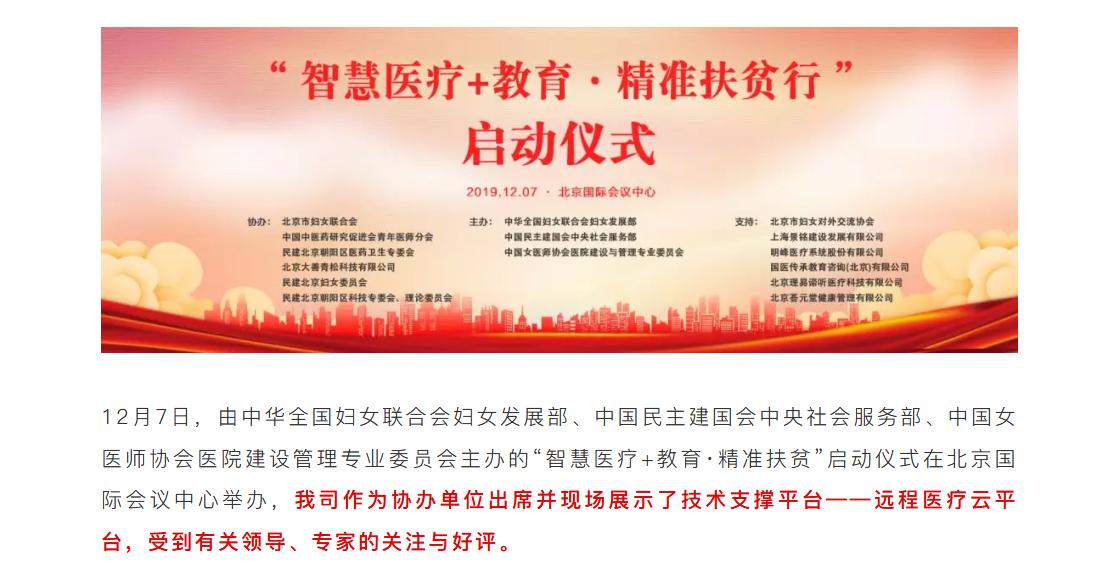 “智慧医疗+教育·精准扶贫行”
启动仪式
2019.12.07 · 北京国际会议中心
协办： 北京市妇女联合会
中国中医药研究促进会青年医师分会
民建北京朝阳区医药卫生专委会
北京大善青松科技有限公司
民建北京妇女委员会
民建北京朝阳区科技专委会、理论委员会
主办： 中华全国妇女联合会妇女发展部
中国民主建国会中央社会服务部
中国女医师协会医院建设与管理专业委员会
支持： 北京市妇女对外交流协会
上海景铭建设发展有限公司
明峰医疗系统股份有限公司
国医传承教育咨询(北京)有限公司
北京理易谛听医疗科技有限公司
北京荟元堂健康管理有限公司
12月7日，由中华全国妇女联合会妇女发展部、中国民主建国会中央社会服务部、中国女
医师协会医院建设管理专业委员会主办的“智慧医疗+教育·精准扶贫”启动仪式在北京国
际会议中心举办，我司作为协办单位出席并现场展示了技术支撑平台——远程医疗云平
台，受到有关领导、专家的关注与好评。